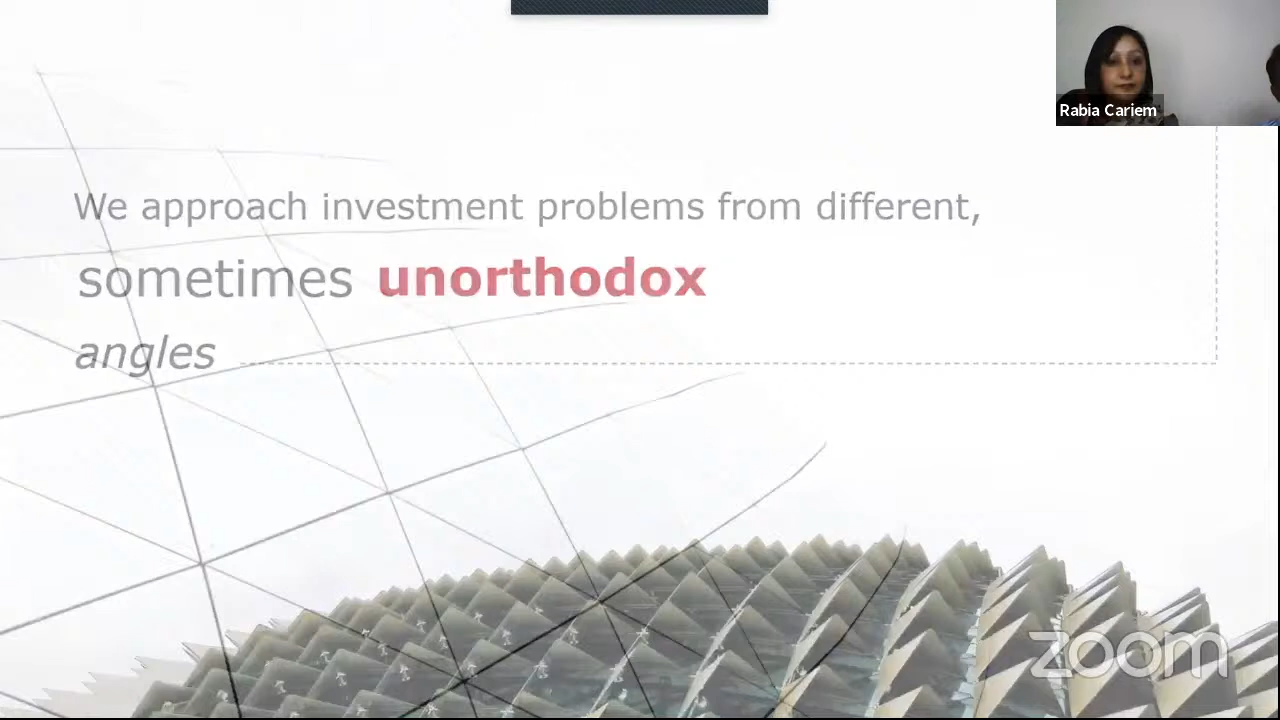 Rabia Cariem
We approach investment problems from different,
sometimes unorthodox
angles
zoom